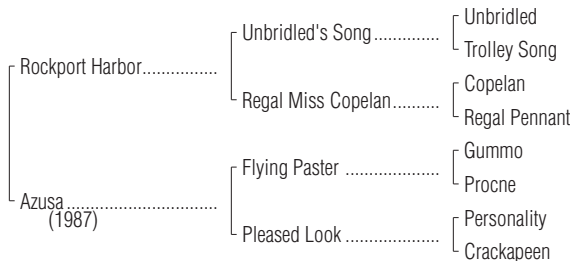 Unbridled
Unbridled's Song ..............
Trolley Song
Rockport Harbor................
Copelan
Regal Miss Copelan..........
Regal Pennant
Gummo
Flying Paster ....................
Procne
Azusa ..............................
(1987)
Personality
Pleased Look ....................
Crackapeen